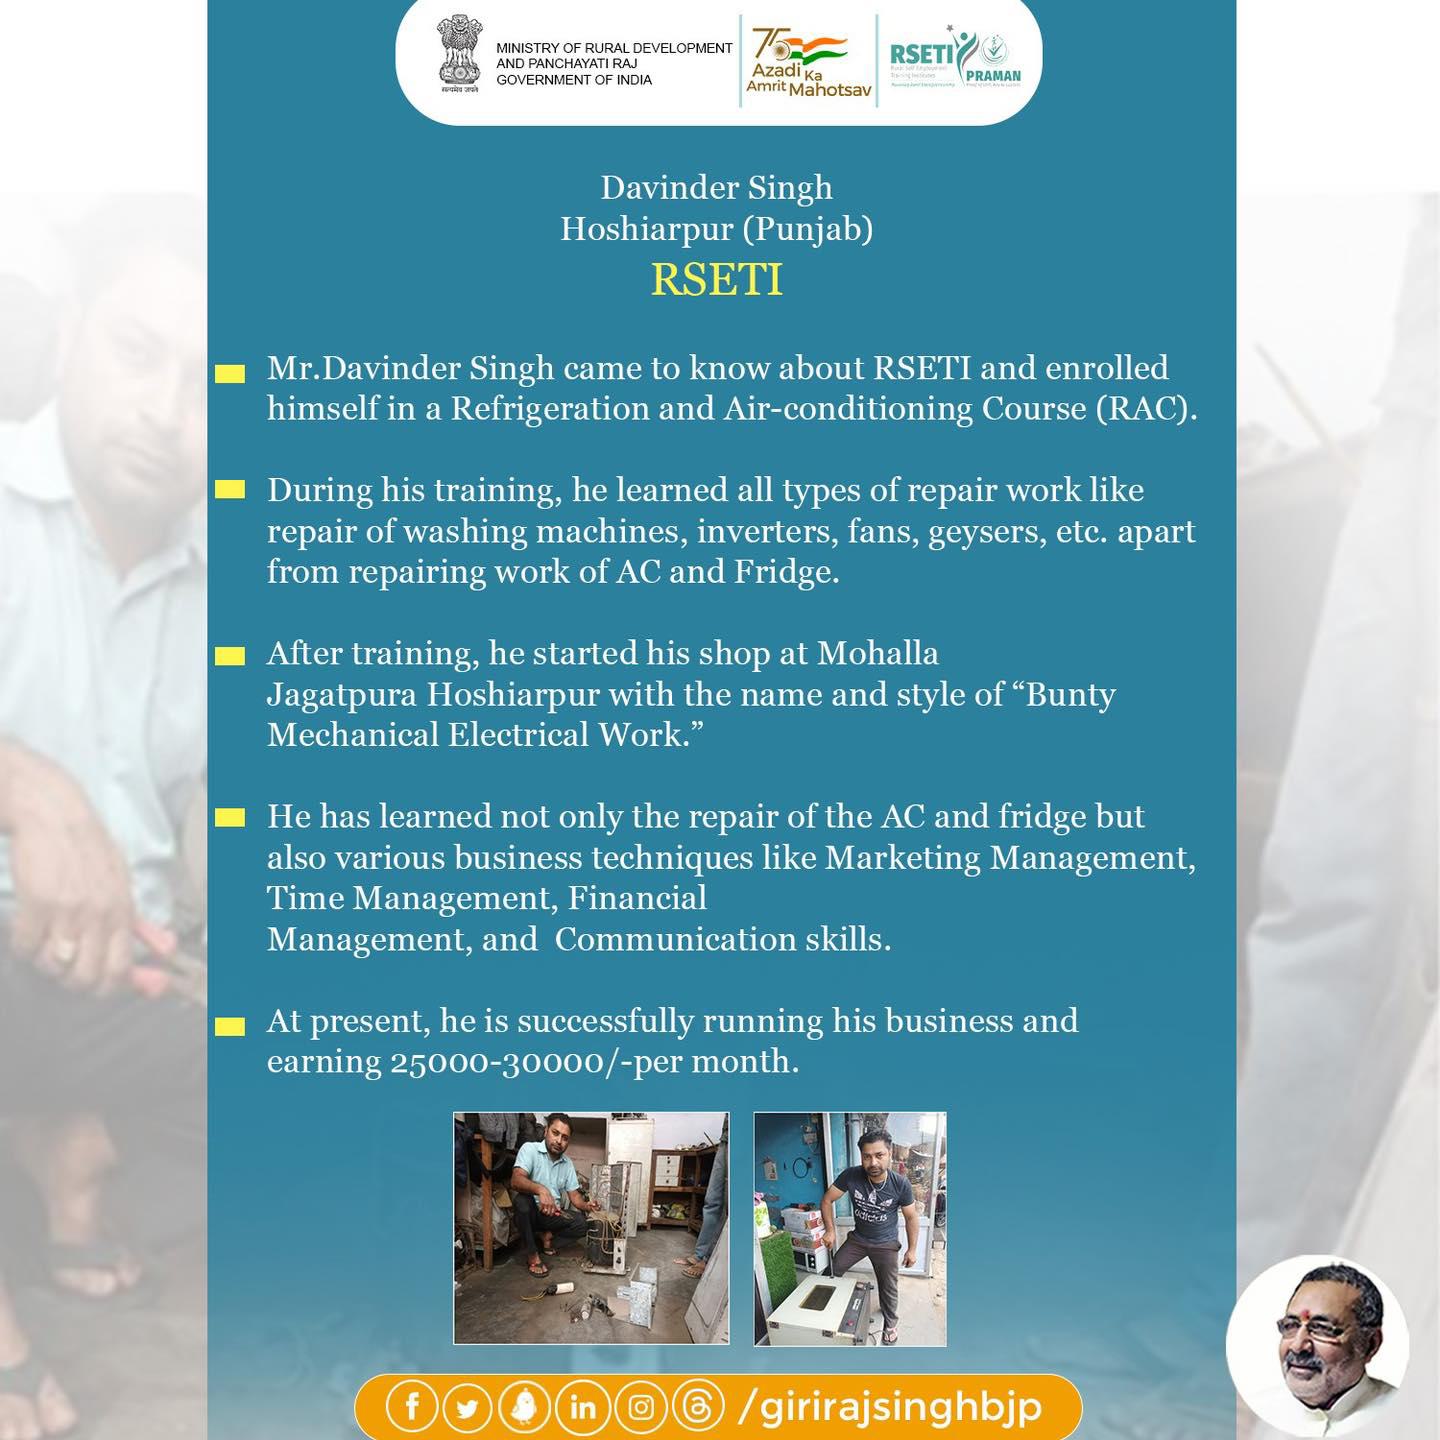 सत्यमेव जयते
MINISTRY OF RURAL DEVELOPMENT
AND PANCHAYATI RAJ
GOVERNMENT OF INDIA
75
Azadi Ka
Amrit Mahotsav
RSETI
Rural Self Employment
Training Institutes
PRAMAN
Davinder Singh
Hoshiarpur (Punjab)
RSETI
Mr.Davinder Singh came to know about RSETI and enrolled
himself in a Refrigeration and Air-conditioning Course (RAC).
During his training, he learned all types of repair work like
repair of washing machines, inverters, fans, geysers, etc. apart
from repairing work of AC and Fridge.
After training, he started his shop at Mohalla
Jagatpura Hoshiarpur with the name and style of “Bunty
Mechanical Electrical Work.”
He has learned not only the repair of the AC and fridge but
also various business techniques like Marketing Management,
Time Management, Financial
Management, and  Communication skills.
At present, he is successfully running his business and
earning 25000-30000/-per month.
adidas
/girirajsinghbjp